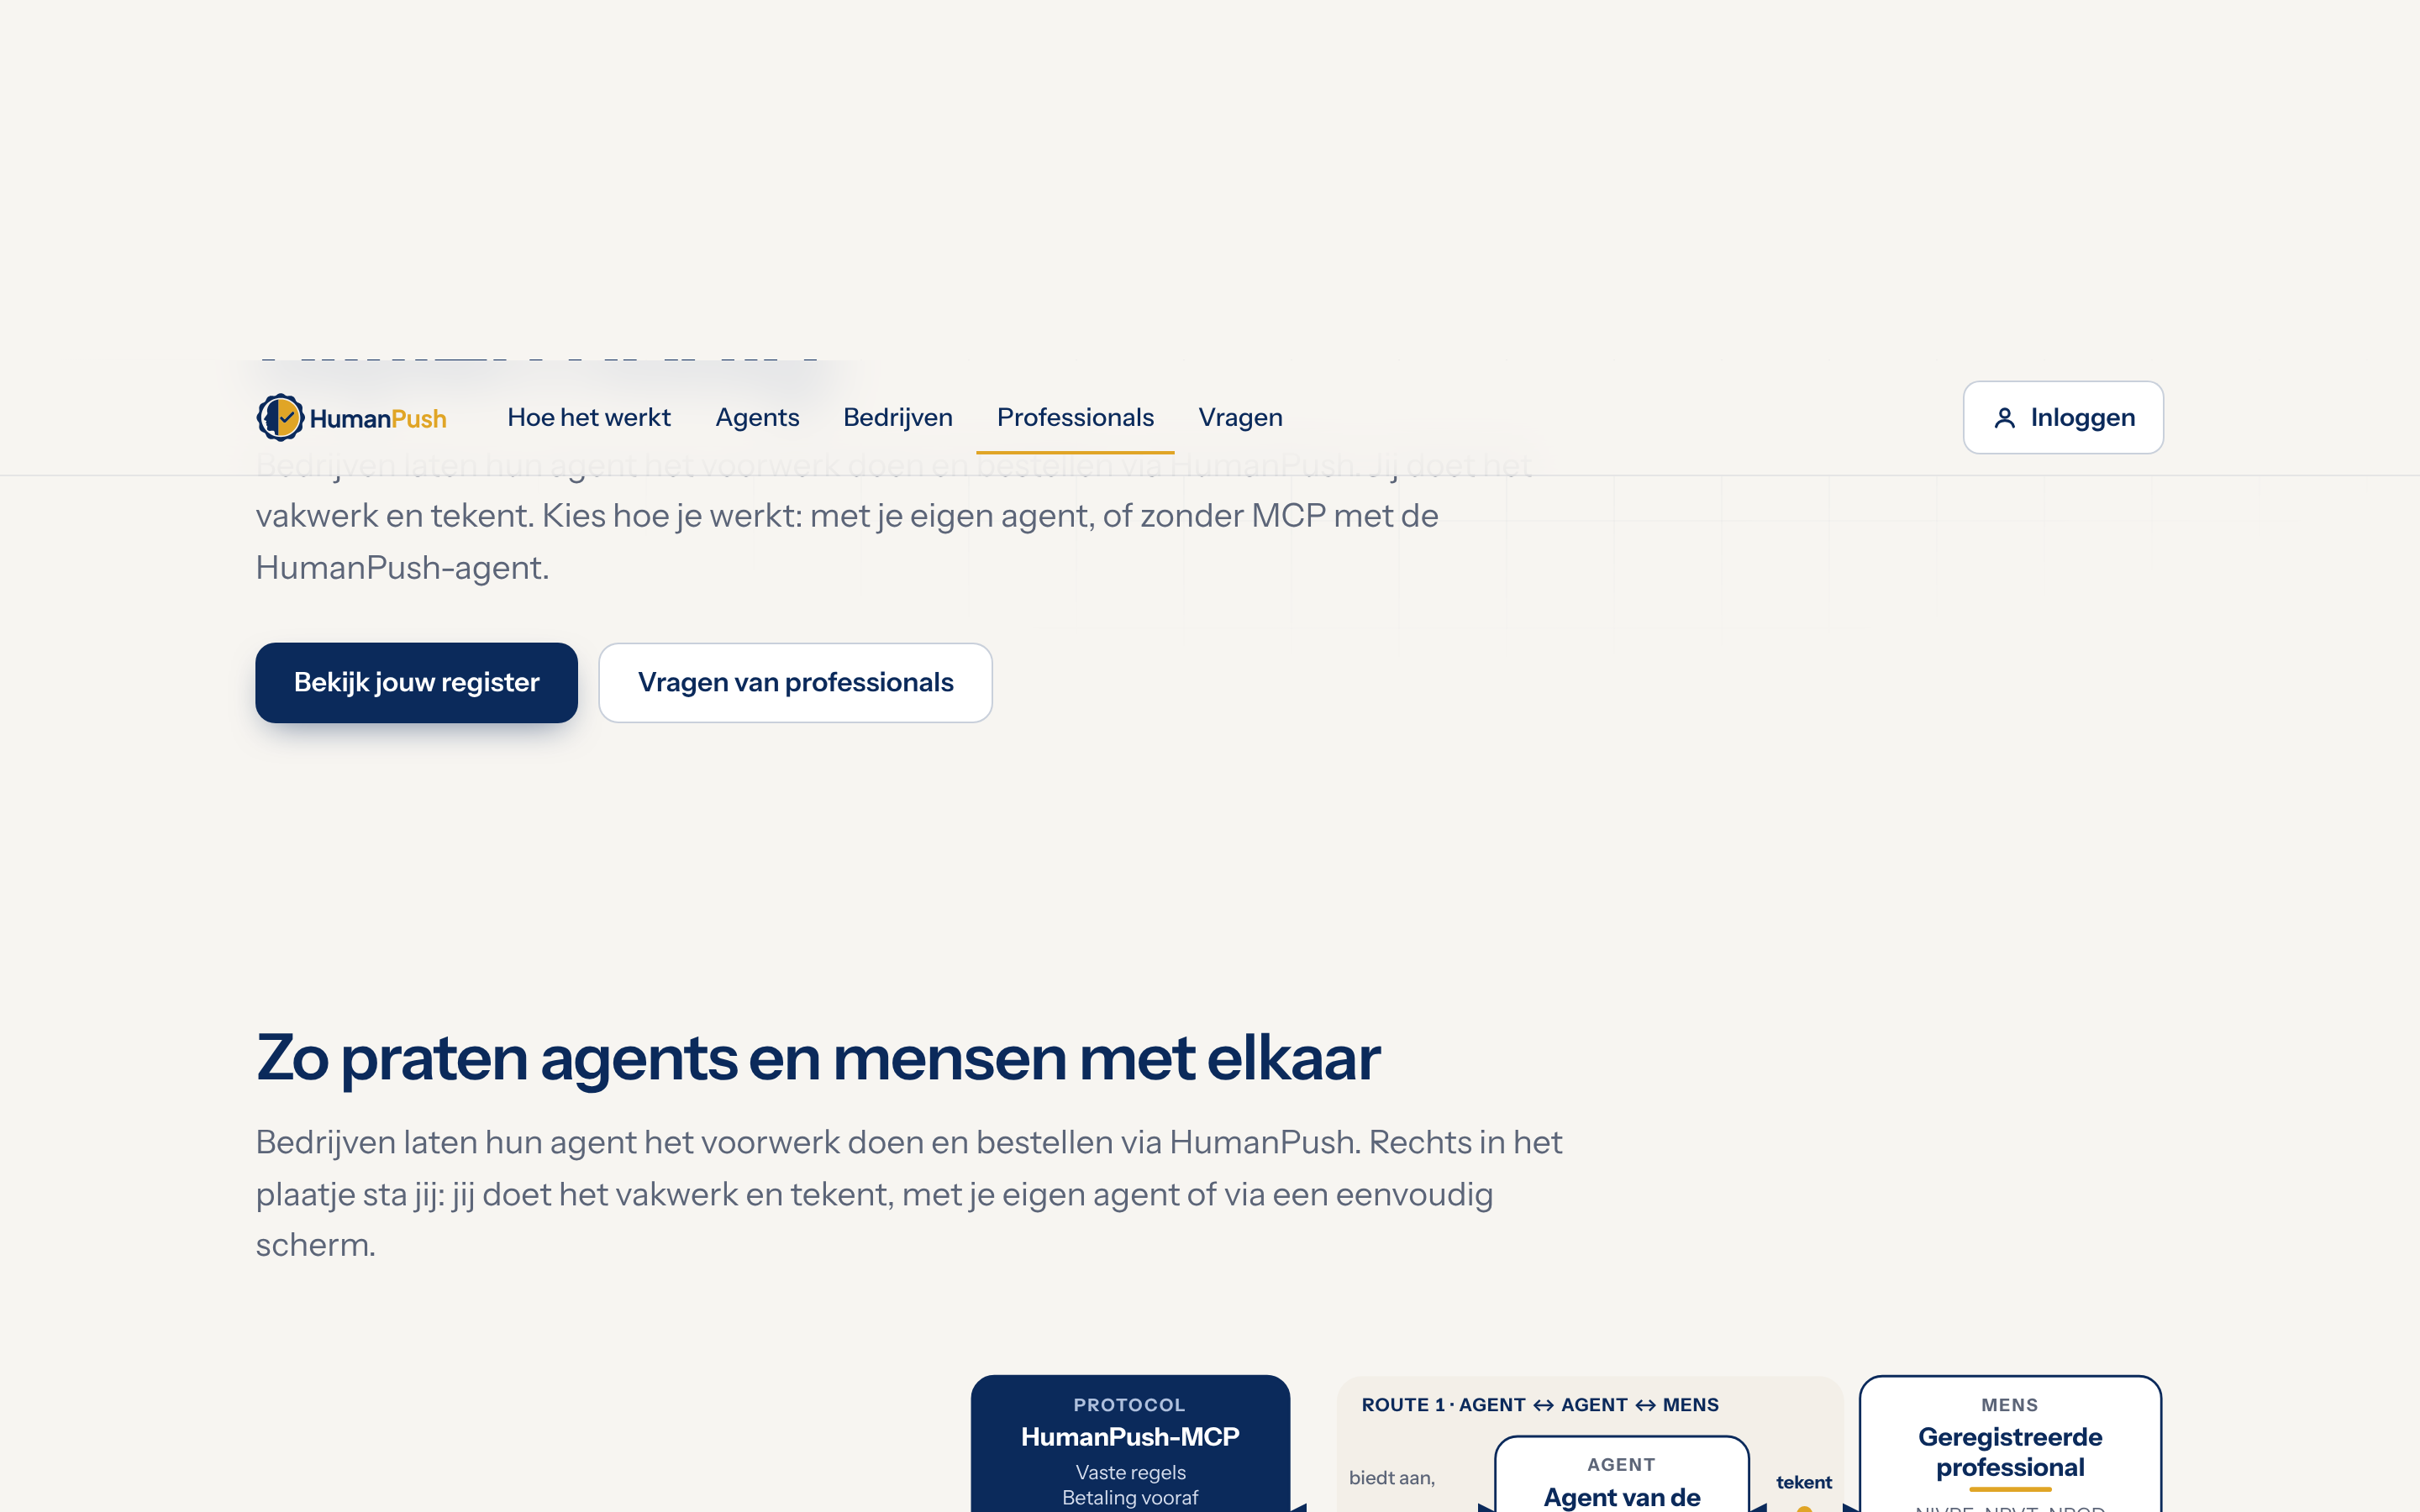 HumanPush
Hoe het werkt
Agents
Bedrijven
Professionals
Vragen
Inloggen
Bedrijven laten hun agent het voorwerk doen en bestellen via HumanPush. Jij doet het
vakwerk en tekent. Kies hoe je werkt: met je eigen agent, of zonder MCP met de
HumanPush-agent.
Bekijk jouw register
Vragen van professionals
Zo praten agents en mensen met elkaar
Bedrijven laten hun agent het voorwerk doen en bestellen via HumanPush. Rechts in het
plaatje sta jij: jij doet het vakwerk en tekent, met je eigen agent of via een eenvoudig
scherm.
PROTOCOL
HumanPush-MCP
Vaste regels
Betaling vooraf
ROUTE 1 · AGENT ↔ AGENT ↔ MENS
biedt aan,
AGENT
Agent van de
tekent
MENS
Geregistreerde
professional